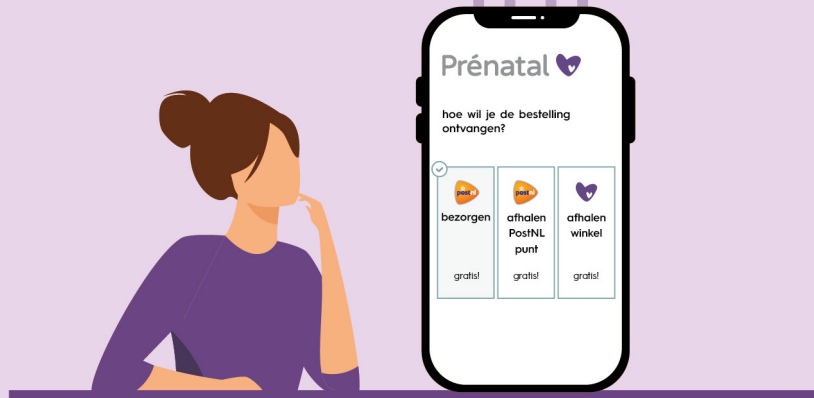 Prénatal
hoe wil je de bestelling
ontvangen?
postnl
postnl
bezorgen
afhalen
PostNL
punt
afhalen
winkel
gratis!
gratis!
gratis!